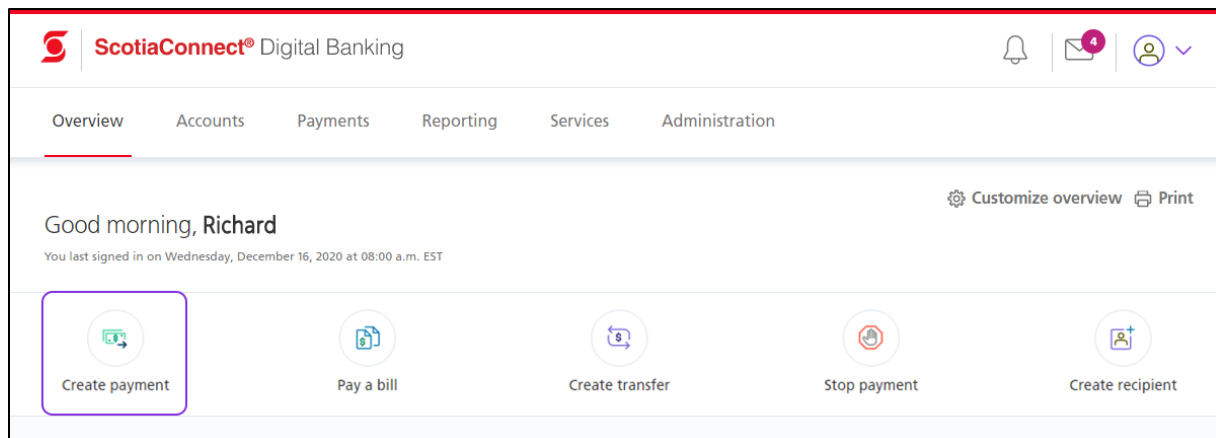 ScotiaConnect® Digital Banking
4
Overview Accounts Payments Reporting Services Administration
Customize overview Print
Good morning, Richard
You last signed in on Wednesday, December 16, 2020 at 08:00 a.m. EST
Create payment Pay a bill Create transfer Stop payment Create recipient